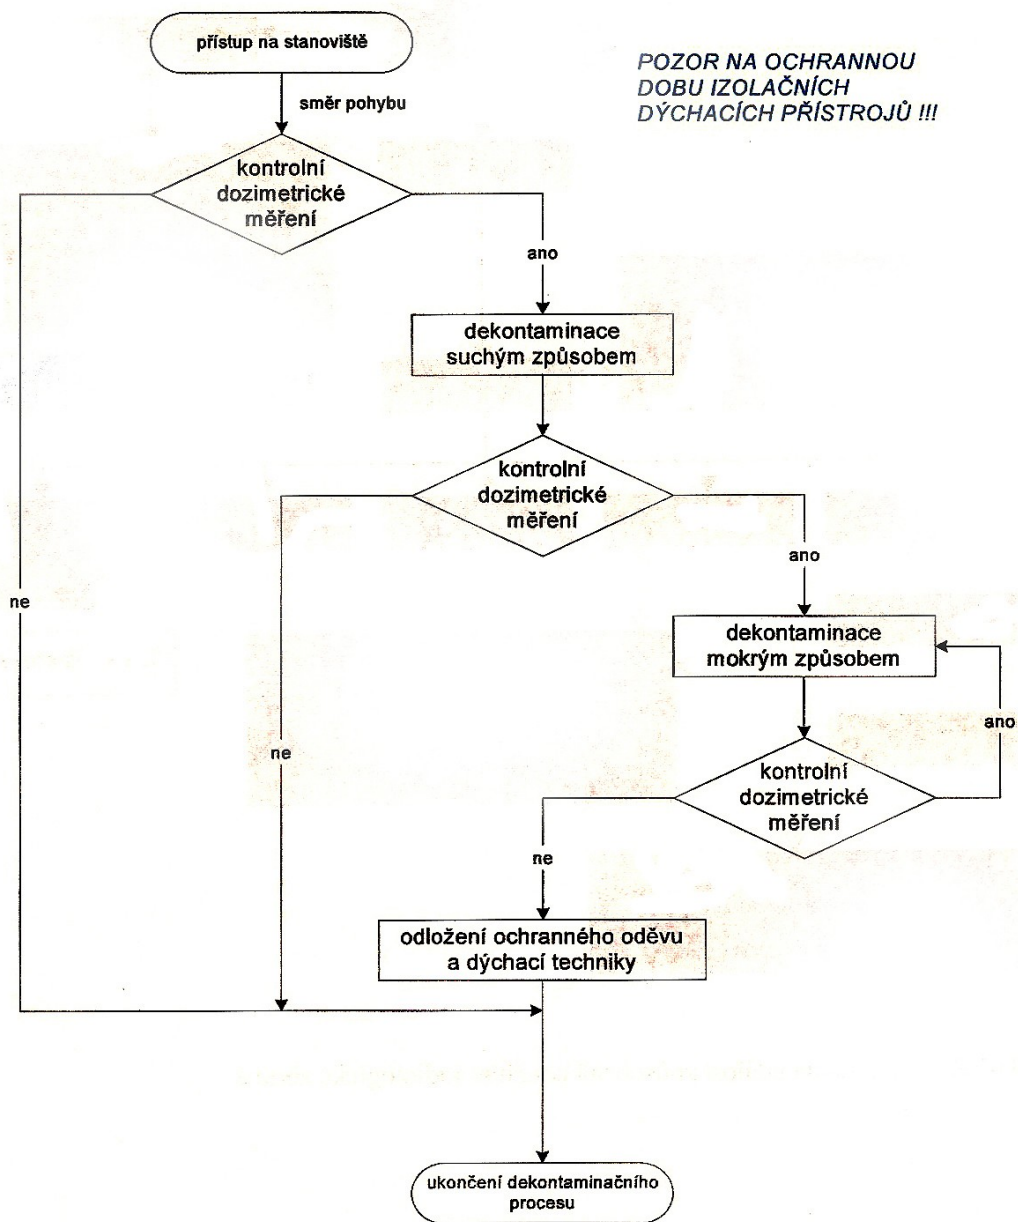 přístup na stanoviště
POZOR NA OCHRANNOU
DOBU IZOLAČNÍCH
DÝCHACÍCH PŘÍSTROJŮ !!!
směr pohybu
kontrolní
dozimetrické
měření
ano
dekontaminace
suchým způsobem
kontrolní
dozimetrické
měření
ano
ne
dekontaminace
mokrým způsobem
ano
ne
kontrolní
dozimetrické
měření
ne
odložení ochranného oděvu
a dýchací techniky
ukončení dekontaminačního
procesu